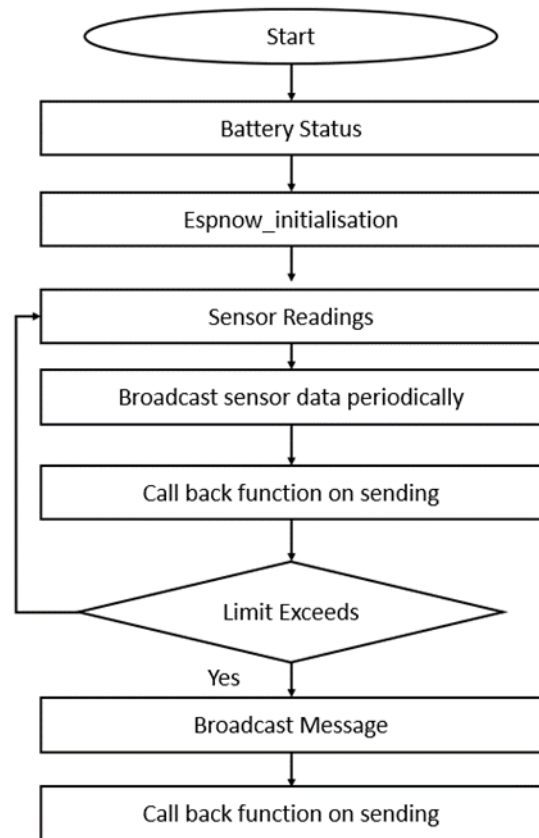 Start
Battery Status
Espnow_initialisation
Sensor Readings
Broadcast sensor data periodically
Call back function on sending
Limit Exceeds
Yes
Broadcast Message
Call back function on sending